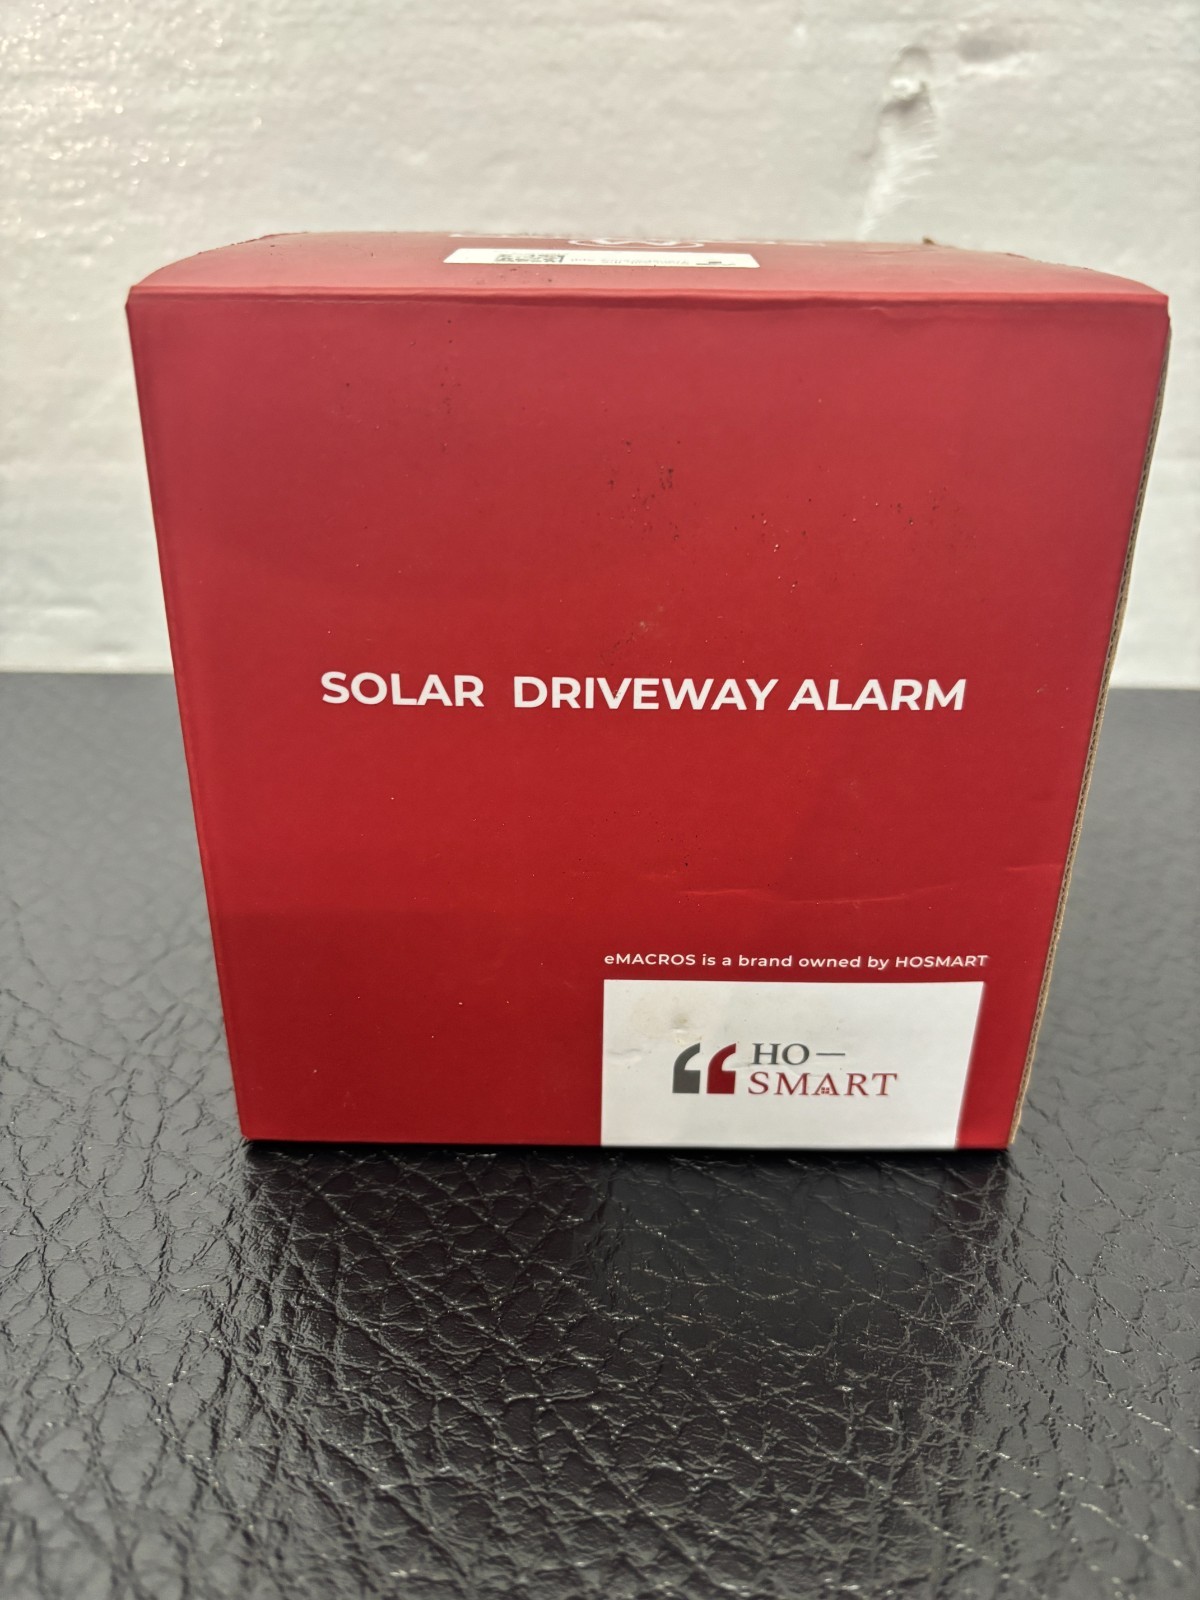 SOLAR DRIVEWAY ALARM
eMACROS is a brand owned by HOSMART
HO—
SMART